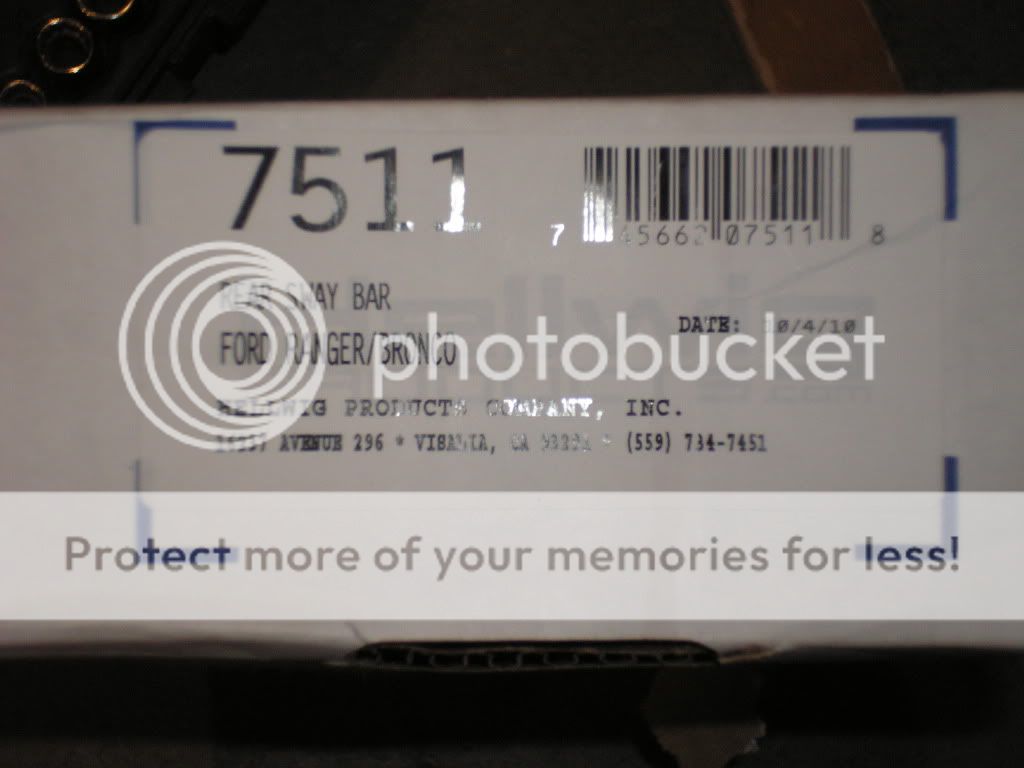 7511
7 45662 07511 8
REAR SWAY BAR
DATE: 10/4/10
FORD RANGER/BRONCO
photobucket
HELLWIG PRODUCTS COMPANY, INC.
AVENUE 296 * VISALIA, CA * (559) 734-7451
Protect more of your memories for less!